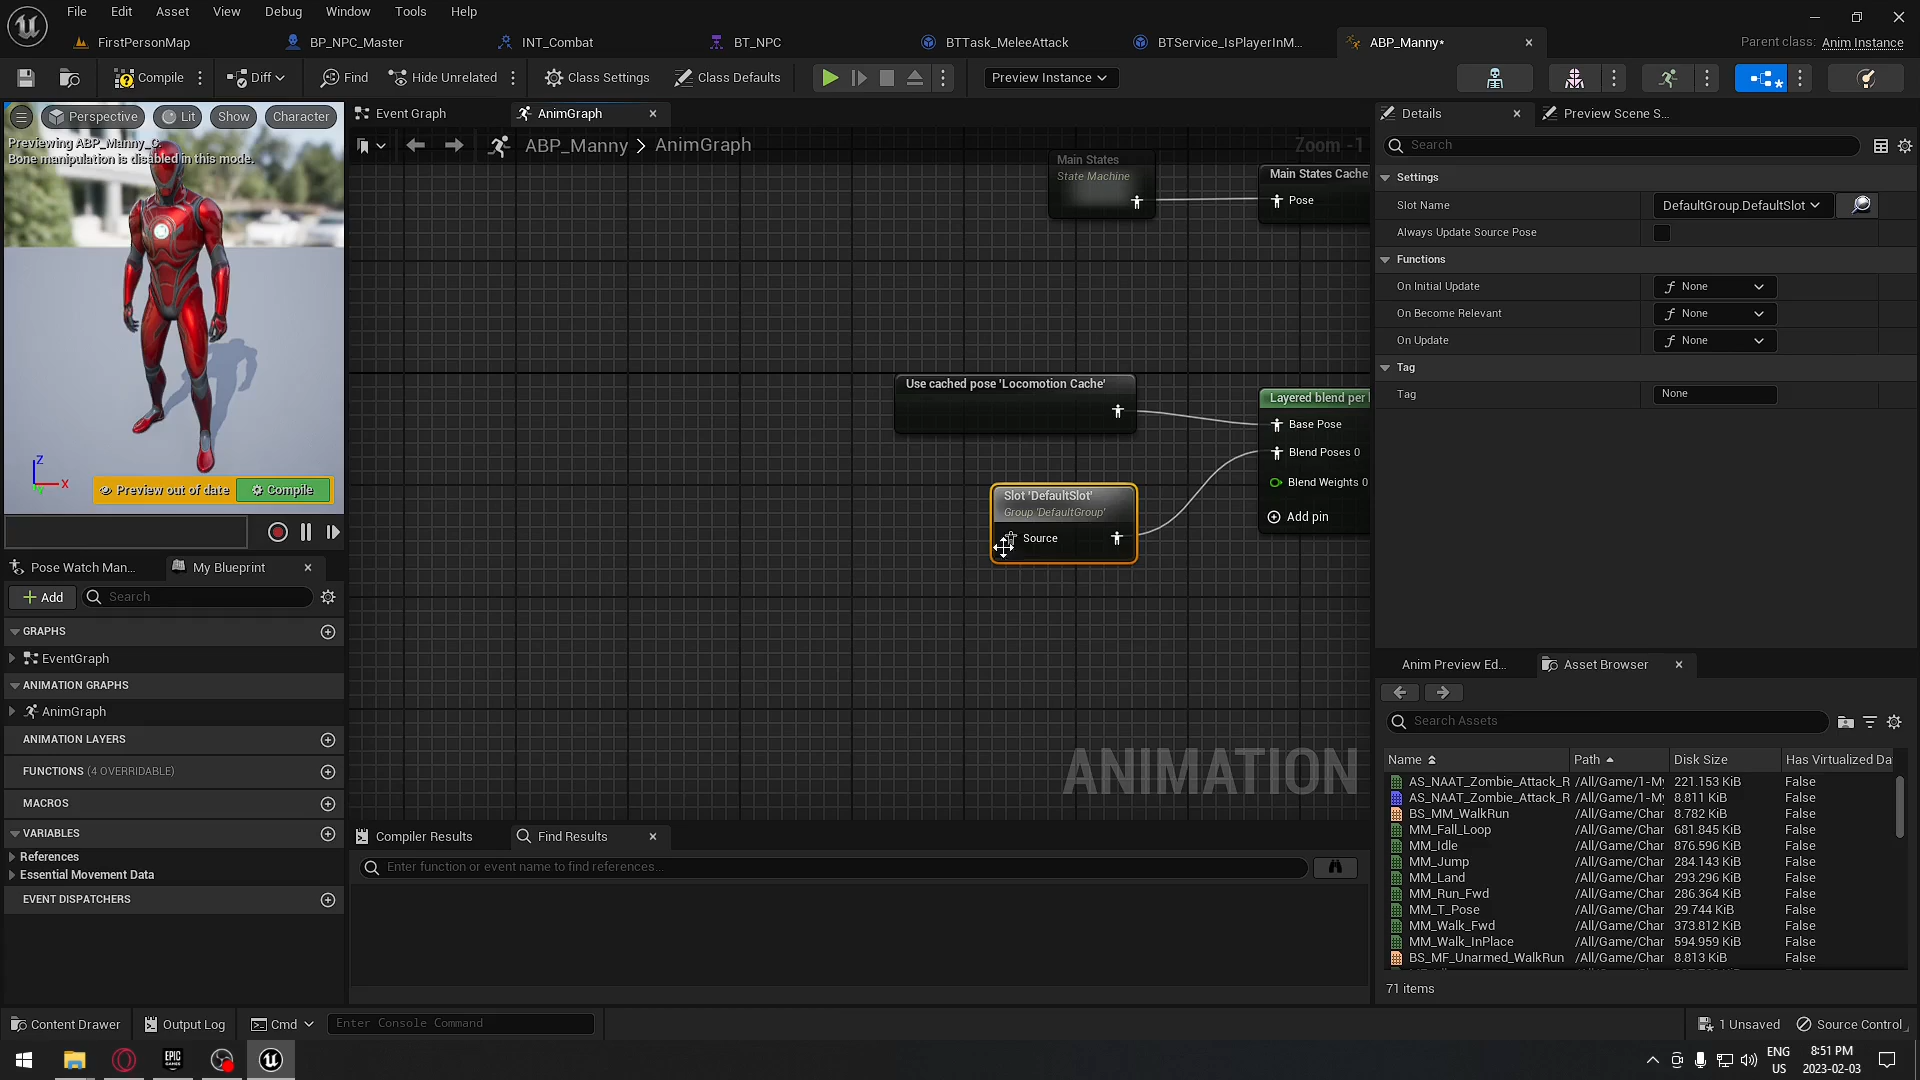 File Edit Asset View Debug Window Tools Help
FirstPersonMap BP_NPC_Master INT_Combat BT_NPC BTTask_MeleeAttack BTService_IsPlayerInM... ABP_Manny* Parent class: Anim Instance
Compile Diff Find Hide Unrelated Class Settings Class Defaults Preview Instance
Perspective Lit Show Character
Previewing ABP_Manny_C.
Bone manipulation is disabled in this mode.
Z
X
Preview out of date Compile
Event Graph AnimGraph
ABP_Manny > AnimGraph Zoom -1
Main States
State Machine
Main States Cache
Pose
Use cached pose 'Locomotion Cache'
Layered blend per
Base Pose
Blend Poses 0
Blend Weights 0
Add pin
Slot 'DefaultSlot'
Group 'DefaultGroup'
Source
ANIMATION
Pose Watch Man... My Blueprint
Add Search
GRAPHS
EventGraph
ANIMATION GRAPHS
AnimGraph
ANIMATION LAYERS
FUNCTIONS (4 OVERRIDABLE)
MACROS
VARIABLES
References
Essential Movement Data
EVENT DISPATCHERS
Compiler Results Find Results
Enter function or event name to find references...
Details Preview Scene S...
Search
Settings
Slot Name DefaultGroup.DefaultSlot
Always Update Source Pose
Functions
On Initial Update None
On Become Relevant None
On Update None
Tag
Tag None
Anim Preview Ed... Asset Browser
Search Assets
Name Path Disk Size Has Virtualized Da
AS_NAAT_Zombie_Attack_R /All/Game/1-My 221.153 KiB False
AS_NAAT_Zombie_Attack_R /All/Game/1-My 8.811 KiB False
BS_MM_WalkRun /All/Game/Char 8.782 KiB False
MM_Fall_Loop /All/Game/Char 681.845 KiB False
MM_Idle /All/Game/Char 876.596 KiB False
MM_Jump /All/Game/Char 284.143 KiB False
MM_Land /All/Game/Char 293.296 KiB False
MM_Run_Fwd /All/Game/Char 286.364 KiB False
MM_T_Pose /All/Game/Char 29.744 KiB False
MM_Walk_Fwd /All/Game/Char 373.812 KiB False
MM_Walk_InPlace /All/Game/Char 594.959 KiB False
BS_MF_Unarmed_WalkRun /All/Game/Char 8.813 KiB False
71 items
Content Drawer Output Log Cmd Enter Console Command 1 Unsaved Source Control
EPIC GAMES
ENG
US
8:51 PM
2023-02-03